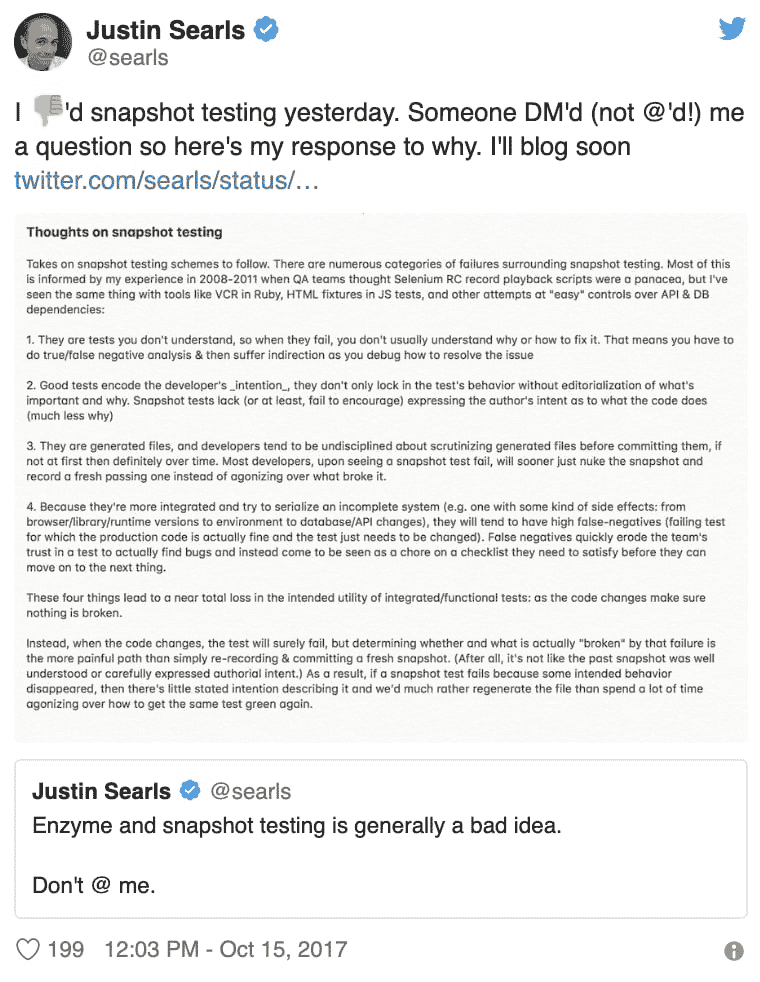 Justin Searls
@searls
I 👎'd snapshot testing yesterday. Someone DM'd (not @'d!) me
a question so here's my response to why. I'll blog soon
twitter.com/searls/status/…
Thoughts on snapshot testing
Takes on snapshot testing schemes to follow. There are numerous categories of failures surrounding snapshot testing. Most of this
is informed by my experience in 2008-2011 when QA teams thought Selenium RC record playback scripts were a panacea, but I've
seen the same thing with tools like VCR in Ruby, HTML fixtures in JS tests, and other attempts at "easy" controls over API & DB
dependencies:
1. They are tests you don't understand, so when they fail, you don't usually understand why or how to fix it. That means you have to
do true/false negative analysis & then suffer indirection as you debug how to resolve the issue
2. Good tests encode the developer's _intention_, they don't only lock in the test's behavior without editorialization of what's
important and why. Snapshot tests lack (or at least, fail to encourage) expressing the author's intent as to what the code does
(much less why)
3. They are generated files, and developers tend to be undisciplined about scrutinizing generated files before committing them, if
not at first then definitely over time. Most developers, upon seeing a snapshot test fail, will sooner just nuke the snapshot and
record a fresh passing one instead of agonizing over what broke it.
4. Because they're more integrated and try to serialize an incomplete system (e.g. one with some kind of side effects: from
browser/library/runtime versions to environment to database/API changes), they will tend to have high false-negatives (failing test
for which the production code is actually fine and the test just needs to be changed). False negatives quickly erode the team's
trust in a test to actually find bugs and instead come to be seen as a chore on a checklist they need to satisfy before they can
move on to the next thing.
These four things lead to a near total loss in the intended utility of integrated/functional tests: as the code changes make sure
nothing is broken.
Instead, when the code changes, the test will surely fail, but determining whether and what is actually "broken" by that failure is
the more painful path than simply re-recording & committing a fresh snapshot. (After all, it's not like the past snapshot was well
understood or carefully expressed authorial intent.) As a result, if a snapshot test fails because some intended behavior
disappeared, then there's little stated intention describing it and we'd much rather regenerate the file than spend a lot of time
agonizing over how to get the same test green again.
Justin Searls @searls
Enzyme and snapshot testing is generally a bad idea.
Don't @ me.
199 12:03 PM - Oct 15, 2017